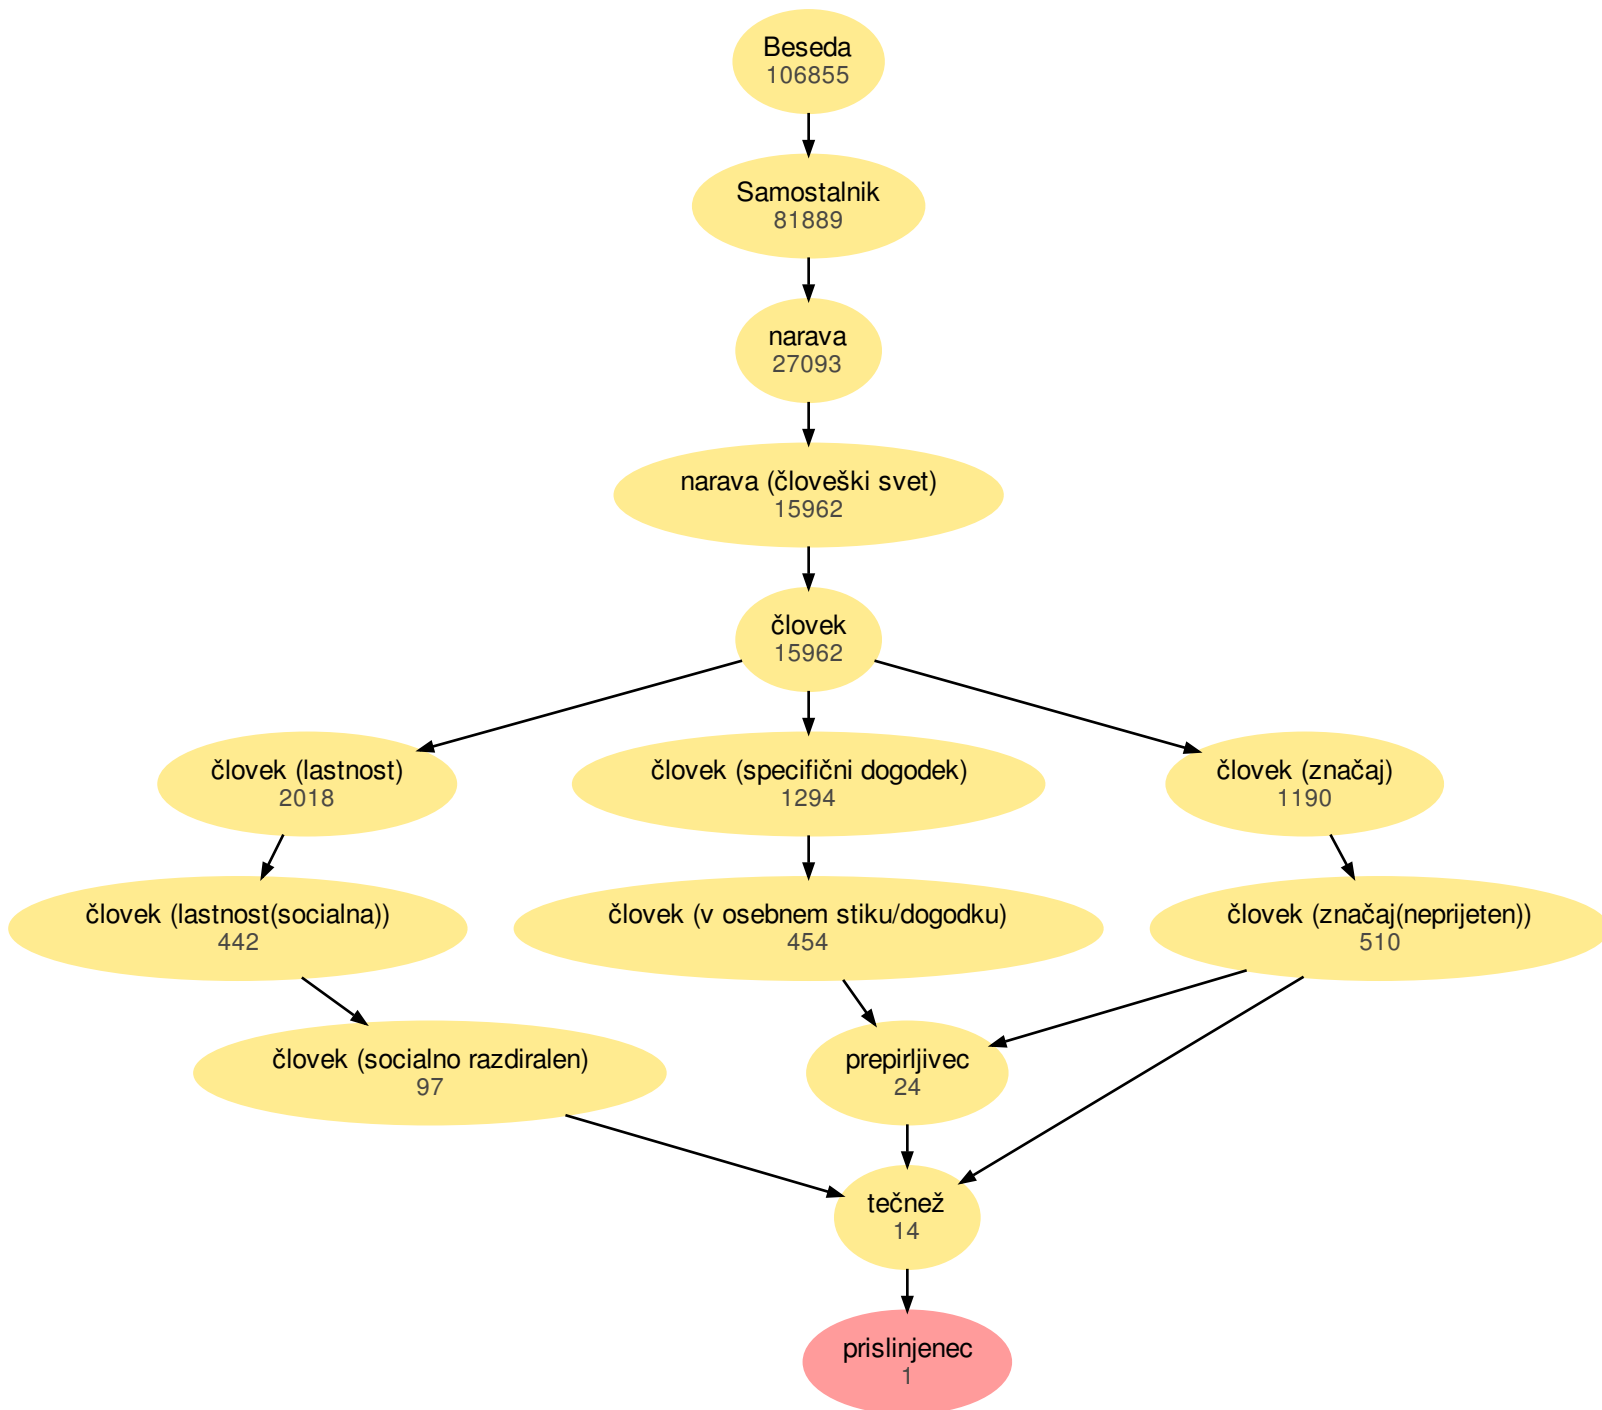 Beseda
106855
Samostalnik
81889
narava
27093
narava (človeški svet)
15962
človek
15962
človek (lastnost)
2018
človek (specifični dogodek)
1294
človek (značaj)
1190
človek (lastnost(socialna))
442
človek (v osebnem stiku/dogodku)
454
človek (značaj(neprijeten))
510
človek (socialno razdiralen)
97
prepirljivec
24
tečnež
14
prislinjenec
1